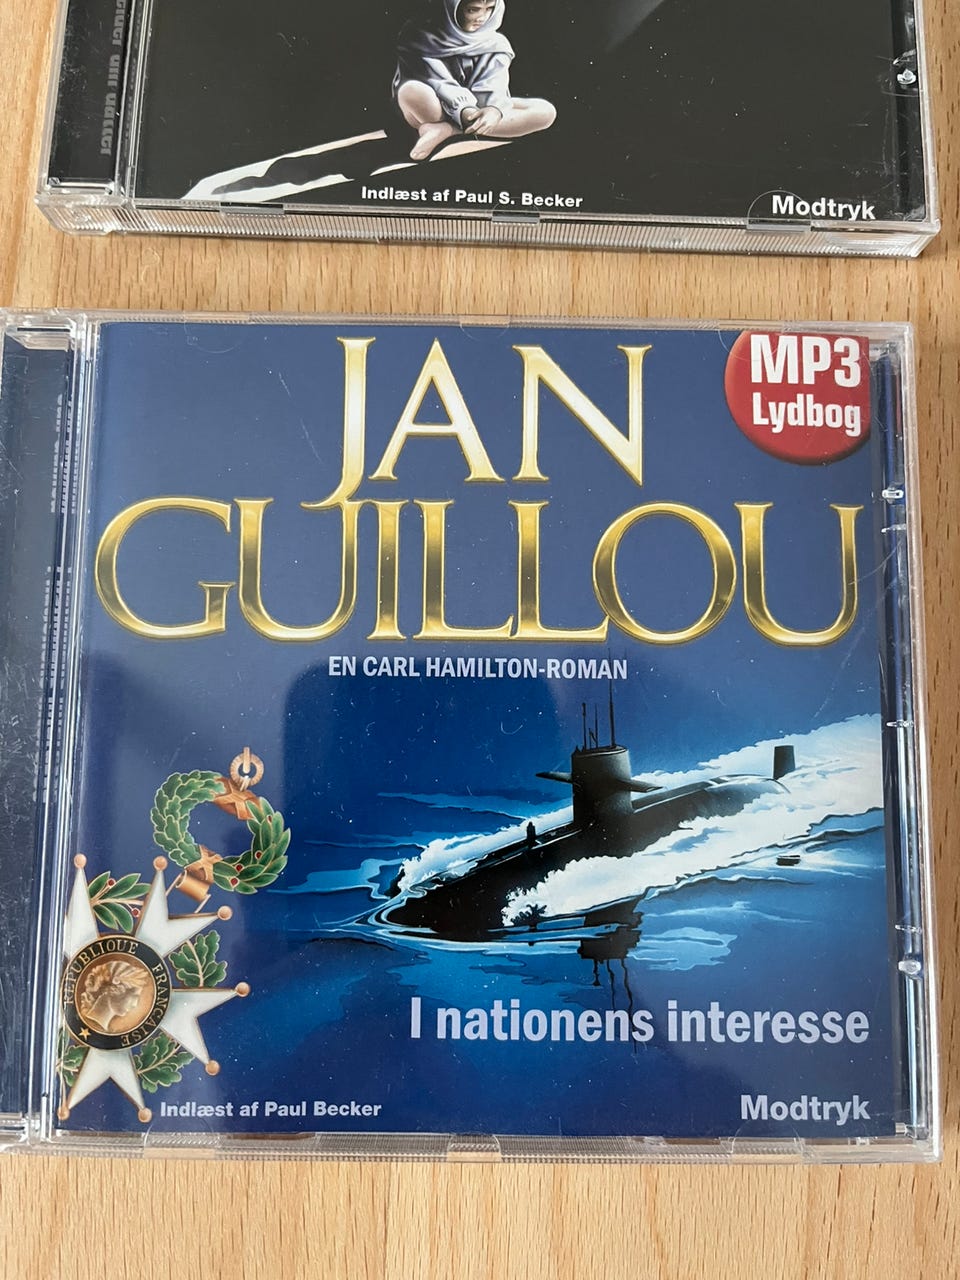 Indlæst af Paul S. Becker
Modtryk
JAN
GUILLOU
MP3
Lydbog
EN CARL HAMILTON-ROMAN
REPUBLIQUE FRANCAISE
I nationens interesse
Indlæst af Paul Becker
Modtryk